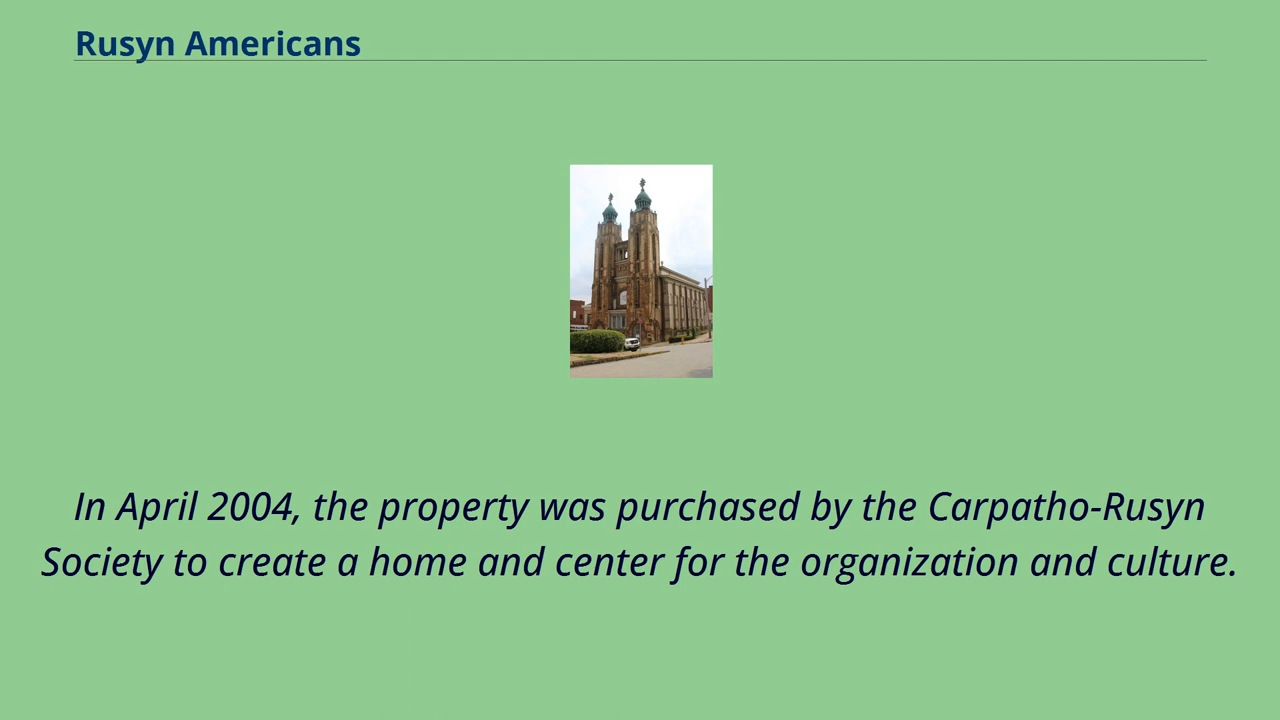 Rusyn Americans
In April 2004, the property was purchased by the Carpatho-Rusyn
Society to create a home and center for the organization and culture.